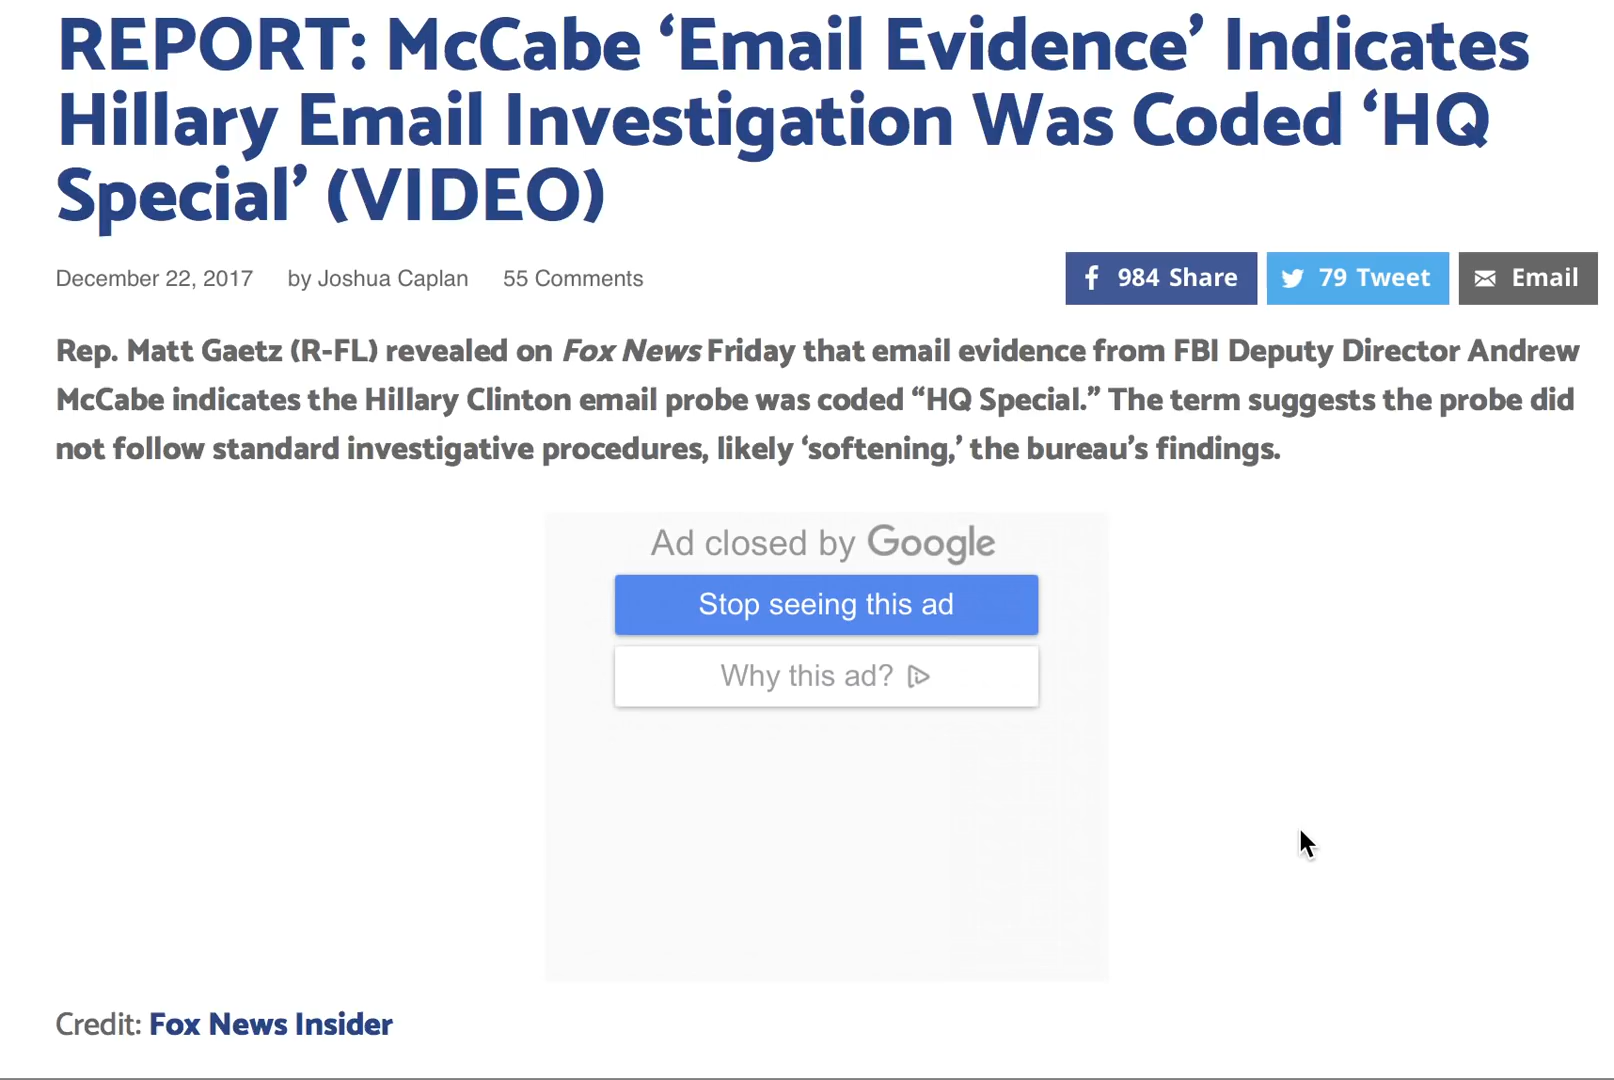 REPORT: McCabe ‘Email Evidence’ Indicates
Hillary Email Investigation Was Coded ‘HQ
Special’ (VIDEO)
December 22, 2017 by Joshua Caplan 55 Comments
984 Share 79 Tweet Email
Rep. Matt Gaetz (R-FL) revealed on Fox News Friday that email evidence from FBI Deputy Director Andrew
McCabe indicates the Hillary Clinton email probe was coded “HQ Special.” The term suggests the probe did
not follow standard investigative procedures, likely ‘softening,’ the bureau’s findings.
Ad closed by Google
Stop seeing this ad
Why this ad?
Credit: Fox News Insider